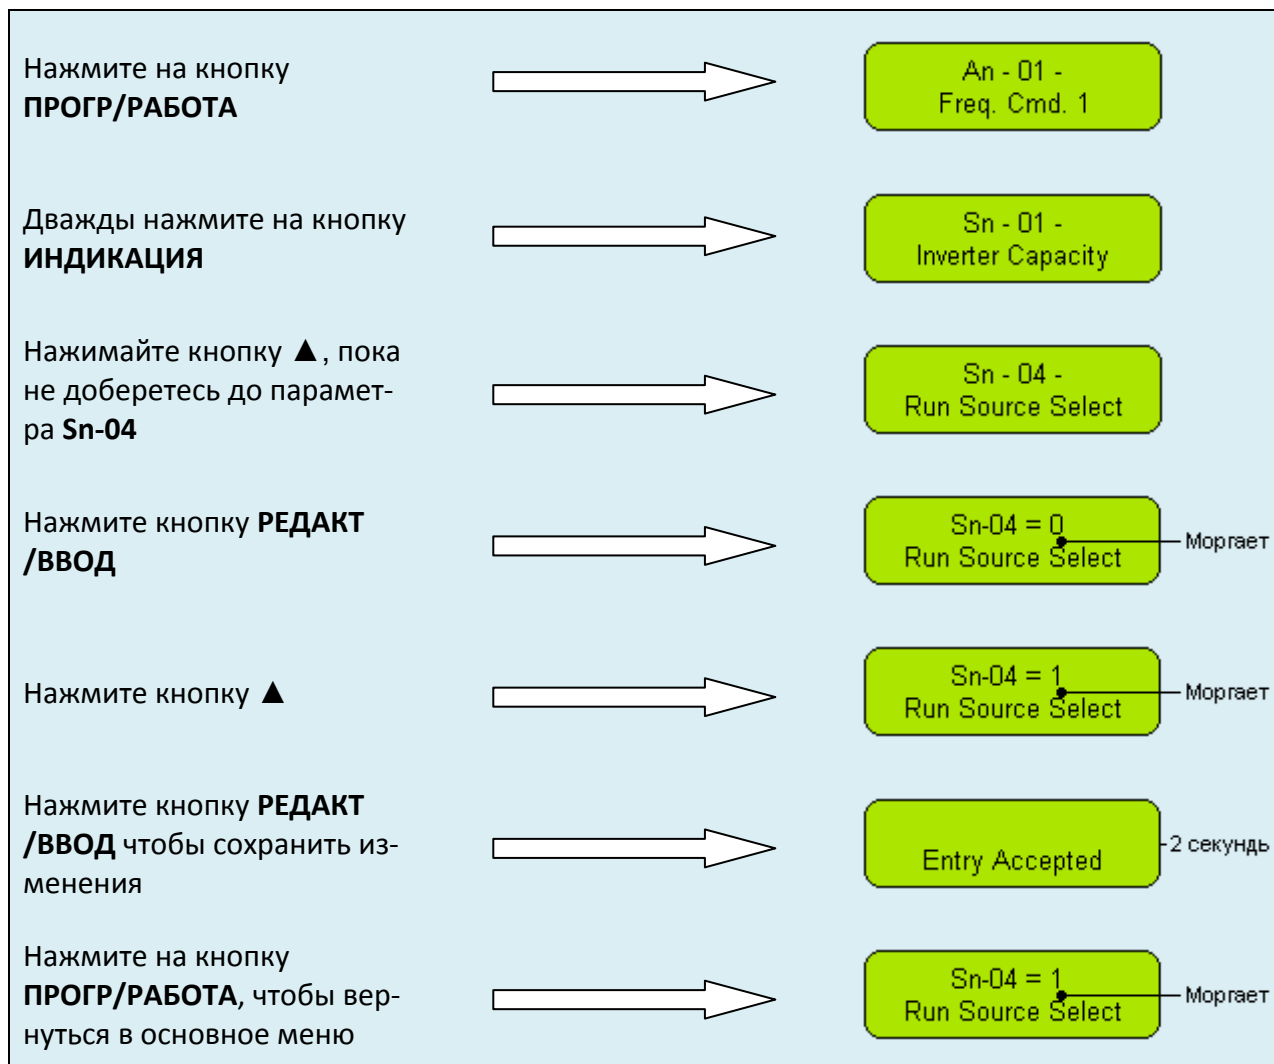 Нажмите на кнопку
ПРОГР/РАБОТА
An - 01 -
Freq. Cmd. 1
Дважды нажмите на кнопку
ИНДИКАЦИЯ
Sn - 01 -
Inverter Capacity
Нажимайте кнопку ▲, пока
не доберетесь до парамет-
ра Sn-04
Sn - 04 -
Run Source Select
Нажмите кнопку РЕДАКТ
/ВВОД
Sn-04 = 0
Run Source Select
Моргает
Нажмите кнопку ▲
Sn-04 = 1
Run Source Select
Моргает
Нажмите кнопку РЕДАКТ
/ВВОД чтобы сохранить из-
менения
Entry Accepted
2 секундь
Нажмите на кнопку
ПРОГР/РАБОТА, чтобы вер-
нуться в основное меню
Sn-04 = 1
Run Source Select
Моргает